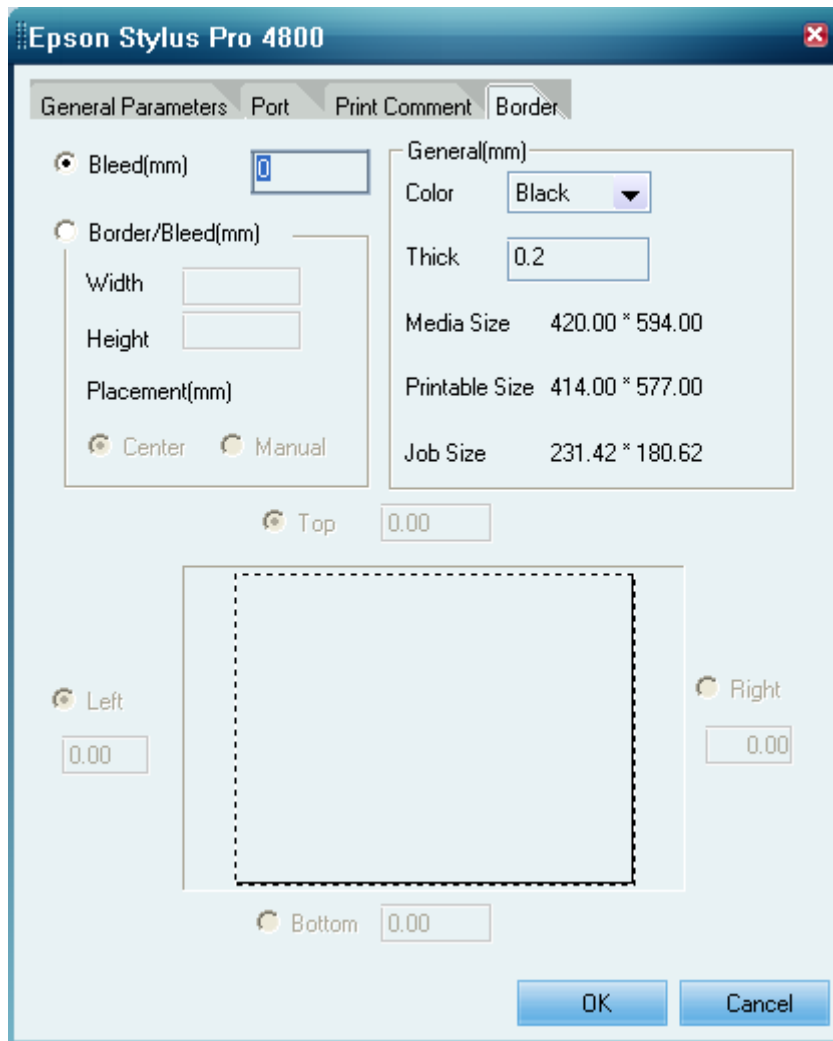 Epson Stylus Pro 4800
General Parameters Port Print Comment Border
Bleed(mm) 0
Border/Bleed(mm)
Width
Height
Placement(mm)
Center Manual
General(mm)
Color Black
Thick 0.2
Media Size 420.00 * 594.00
Printable Size 414.00 * 577.00
Job Size 231.42 * 180.62
Top 0.00
Left
0.00
Right
0.00
Bottom 0.00
OK Cancel